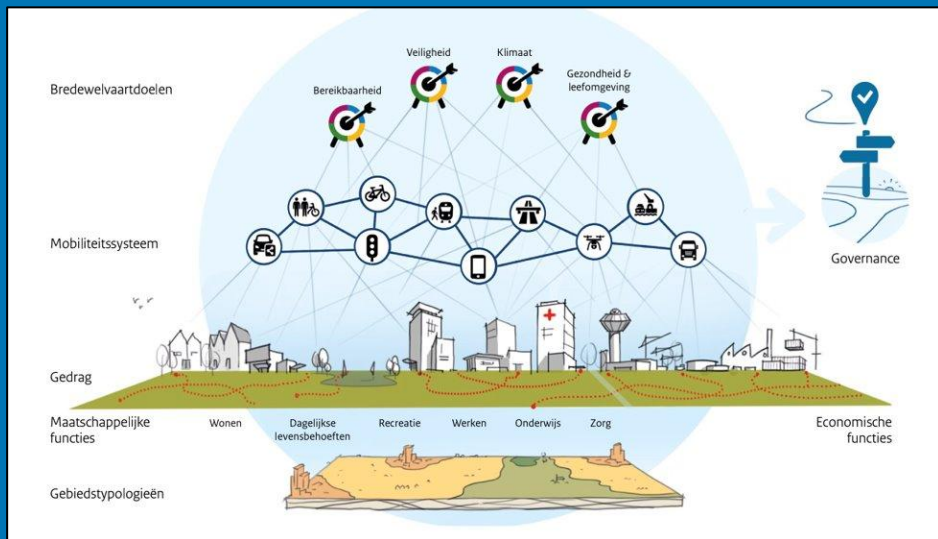 Bredewelvaartdoelen
Bereikbaarheid
Veiligheid
Klimaat
Gezondheid &
leefomgeving
Mobiliteitssysteem
Governance
Gedrag
Maatschappelijke
functies
Wonen
Dagelijkse
levensbehoeften
Recreatie
Werken
Onderwijs
Zorg
Economische
functies
Gebiedstypologieën